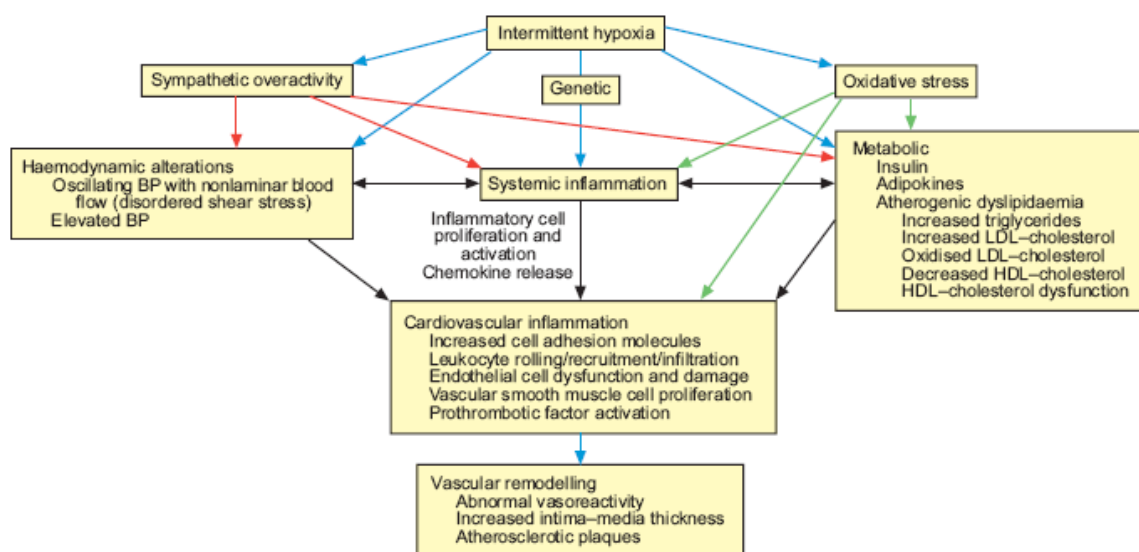 Intermittent hypoxia
Sympathetic overactivity
Genetic
Oxidative stress
Haemodynamic alterations
Oscillating BP with nonlaminar blood
flow (disordered shear stress)
Elevated BP
Systemic inflammation
Metabolic
Insulin
Adipokines
Atherogenic dyslipidaemia
Increased triglycerides
Increased LDL–cholesterol
Oxidised LDL–cholesterol
Decreased HDL–cholesterol
HDL–cholesterol dysfunction
Inflammatory cell
proliferation and
activation
Chemokine release
Cardiovascular inflammation
Increased cell adhesion molecules
Leukocyte rolling/recruitment/infiltration
Endothelial cell dysfunction and damage
Vascular smooth muscle cell proliferation
Prothrombotic factor activation
Vascular remodelling
Abnormal vasoreactivity
Increased intima–media thickness
Atherosclerotic plaques